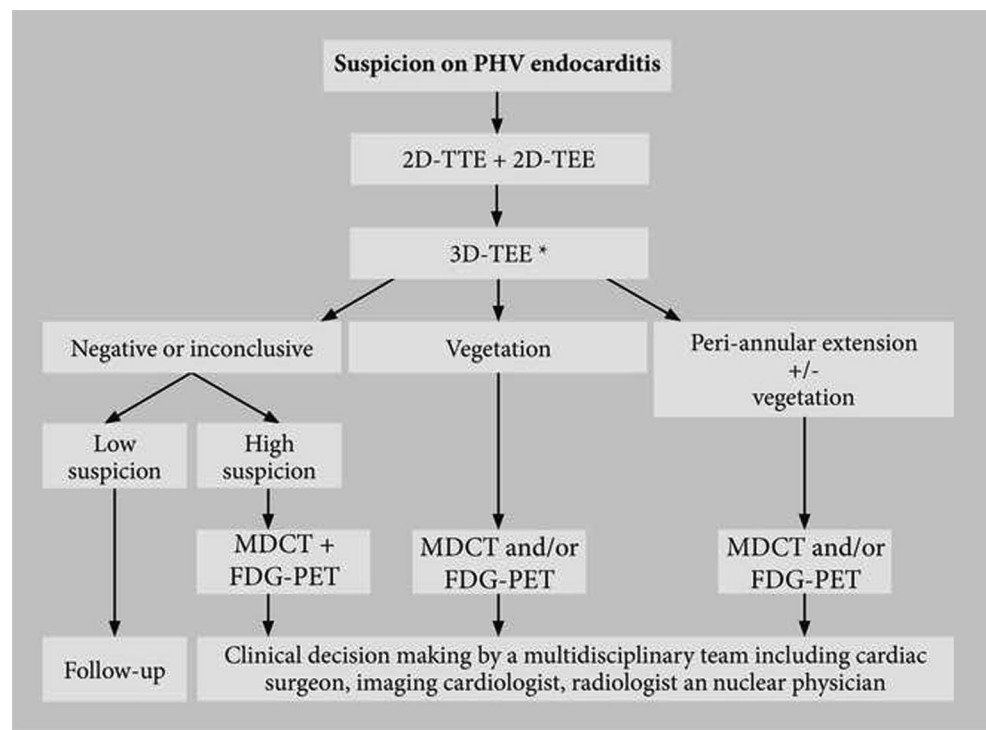 Suspicion on PHV endocarditis
2D-TTE + 2D-TEE
3D-TEE *
Negative or inconclusive
Vegetation
Peri-annular extension
+/-
vegetation
Low
suspicion
High
suspicion
MDCT +
FDG-PET
MDCT and/or
FDG-PET
MDCT and/or
FDG-PET
Follow-up
Clinical decision making by a multidisciplinary team including cardiac
surgeon, imaging cardiologist, radiologist an nuclear physician